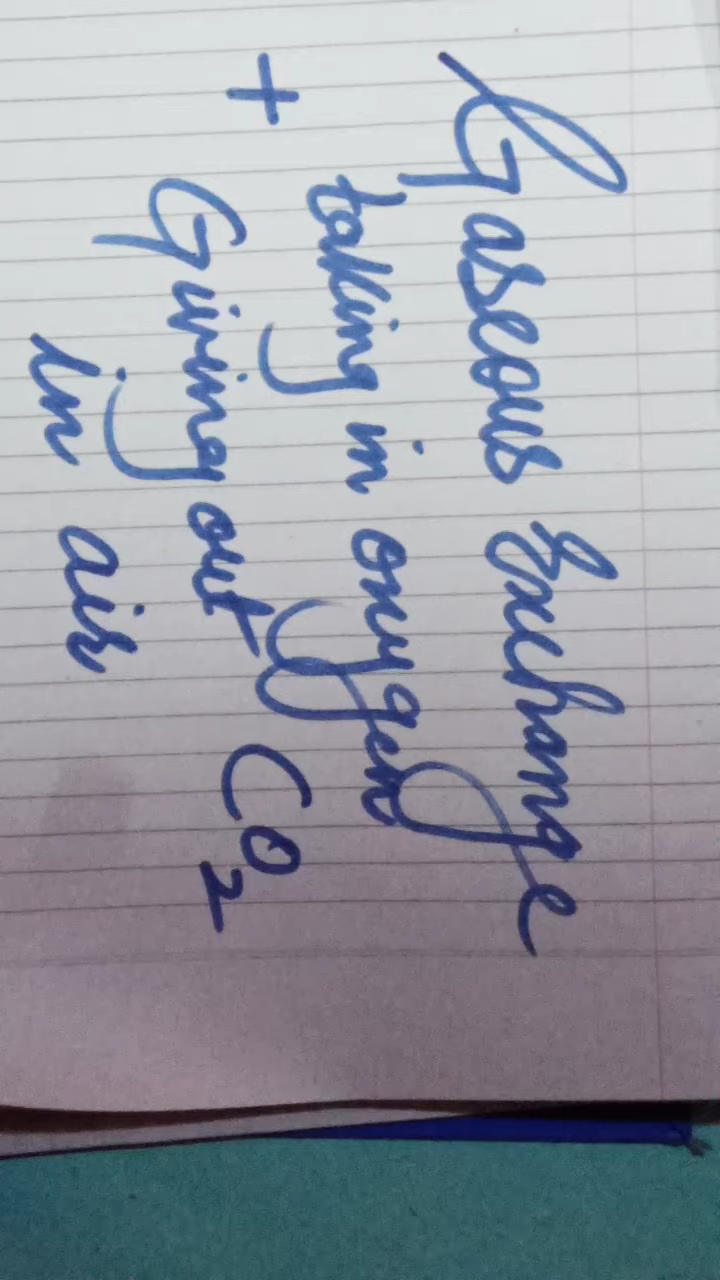 Gaseous Exchange
taking in oxygen
+ Giving out CO2
in air